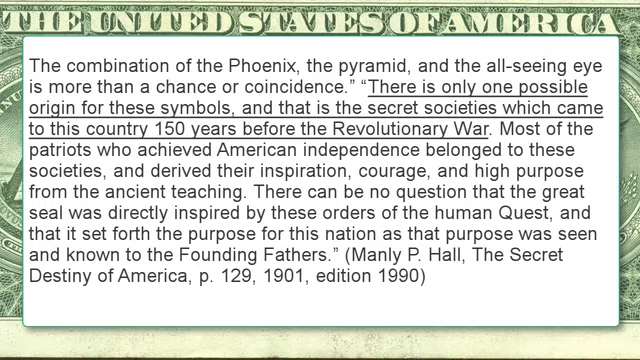 THE UNITED STATES OF AMERICA
The combination of the Phoenix, the pyramid, and the all-seeing eye
is more than a chance or coincidence.” “There is only one possible
origin for these symbols, and that is the secret societies which came
to this country 150 years before the Revolutionary War. Most of the
patriots who achieved American independence belonged to these
societies, and derived their inspiration, courage, and high purpose
from the ancient teaching. There can be no question that the great
seal was directly inspired by these orders of the human Quest, and
that it set forth the purpose for this nation as that purpose was seen
and known to the Founding Fathers.” (Manly P. Hall, The Secret
Destiny of America, p. 129, 1901, edition 1990)